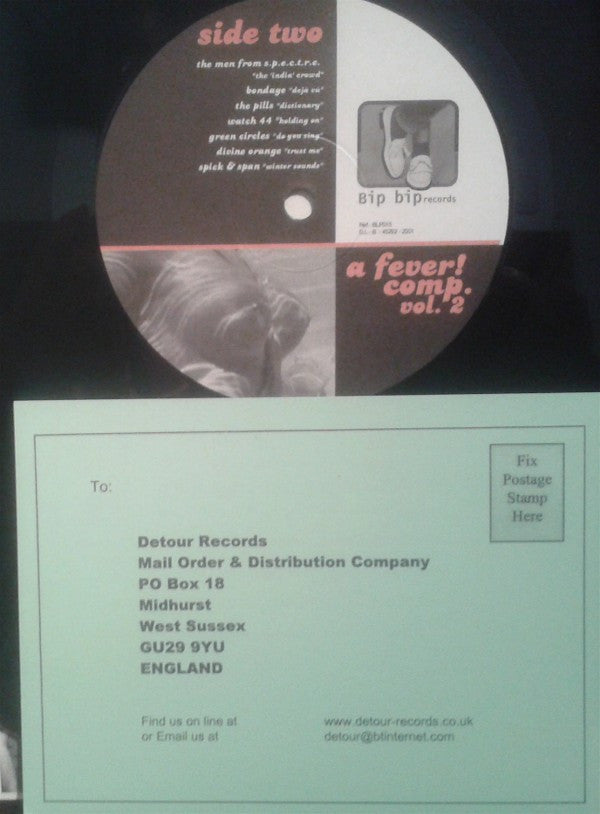 side two
the men from s.p.e.c.t.r.e.
"the 'india' crowd"
bondage "dejà vú"
the pills "dictionary"
watch 44 "holding on"
green circles "do you sing"
divine orange "trust me"
spick & span "winter sounds"
Bip bip records
a fever!
comp.
vol. 2
Fix
Postage
Stamp
Here
To:
Detour Records
Mail Order & Distribution Company
PO Box 18
Midhurst
West Sussex
GU29 9YU
ENGLAND
Find us on line at www.detour-records.co.uk
or Email us at detour@btinternet.com